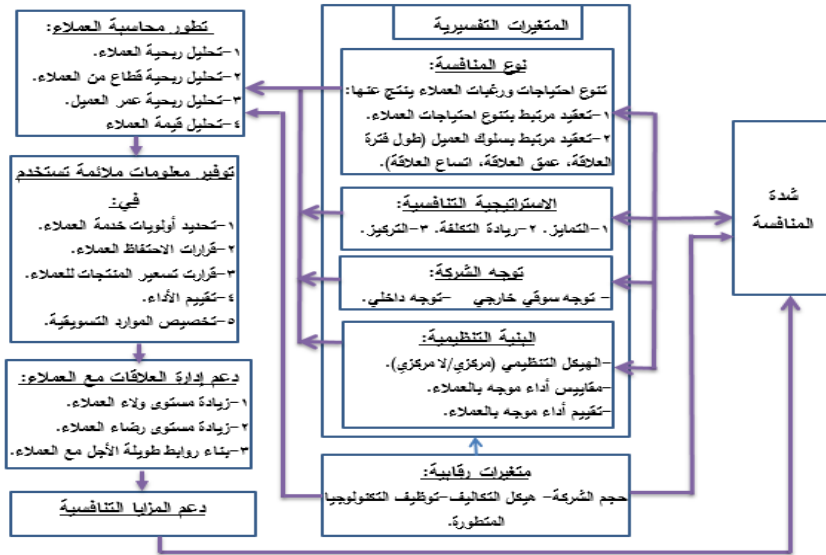 المتغيرات التفسيرية
نوع المنافسة:
تنوع احتياجات ورغبات العملاء ينتج عنها:
١-تعقيد مرتبط بتنوع احتياجات العملاء.
٢-تعقيد مرتبط بسلوك العميل (طول فترة
العلاقة، عمق العلاقة، اتساع العلاقة).
الاستراتيجية التنافسية:
١-التمايز. ٢-ريادة التكلفة. ٣-التركيز.
توجه الشركة:
- توجه سوقي خارجي -توجه داخلي.
البنية التنظيمية:
-الهيكل التنظيمي (مركزي/لا مركزي).
-مقاييس أداء موجه بالعملاء.
-تقييم أداء موجه بالعملاء.
متغيرات رقابية:
حجم الشركة- هيكل التكاليف-توظيف التكنولوجيا
المتطورة.
شدة
المنافسة
تطور محاسبة العملاء:
١-تحليل ربحية العملاء.
٢-تحليل ربحية قطاع من العملاء.
٣-تحليل ربحية عمر العميل.
٤-تحليل قيمة العملاء
توفير معلومات ملائمة تستخدم
في:
١-تحديد أولويات خدمة العملاء.
٢-قرارات الاحتفاظ العملاء.
٣-قرارت تسعير المنتجات للعملاء.
٤-تقييم الأداء.
٥-تخصيص الموارد التسويقية.
دعم إدارة العلاقات مع العملاء:
١-زيادة مستوى ولاء العملاء.
٢-زيادة مستوى رضاء العملاء.
٣-بناء روابط طويلة الأجل مع العملاء.
دعم المزايا التنافسية